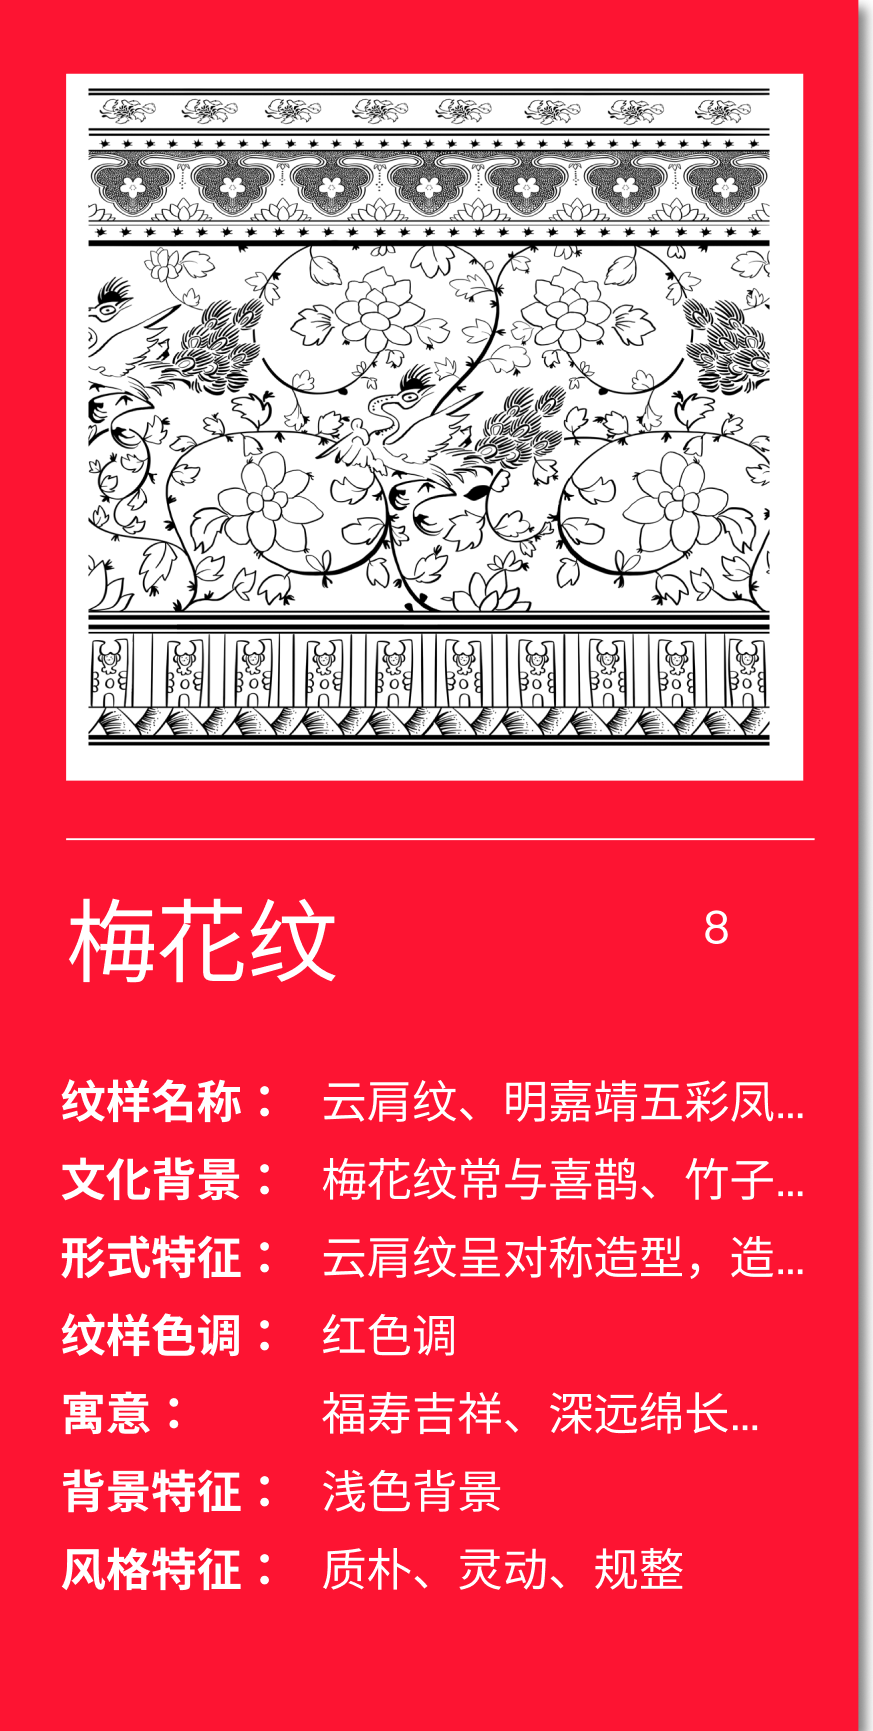 梅花纹
8
纹样名称： 云肩纹、明嘉靖五彩凤...
文化背景： 梅花纹常与喜鹊、竹子...
形式特征： 云肩纹呈对称造型，造...
纹样色调： 红色调
寓意： 福寿吉祥、深远绵长...
背景特征： 浅色背景
风格特征： 质朴、灵动、规整